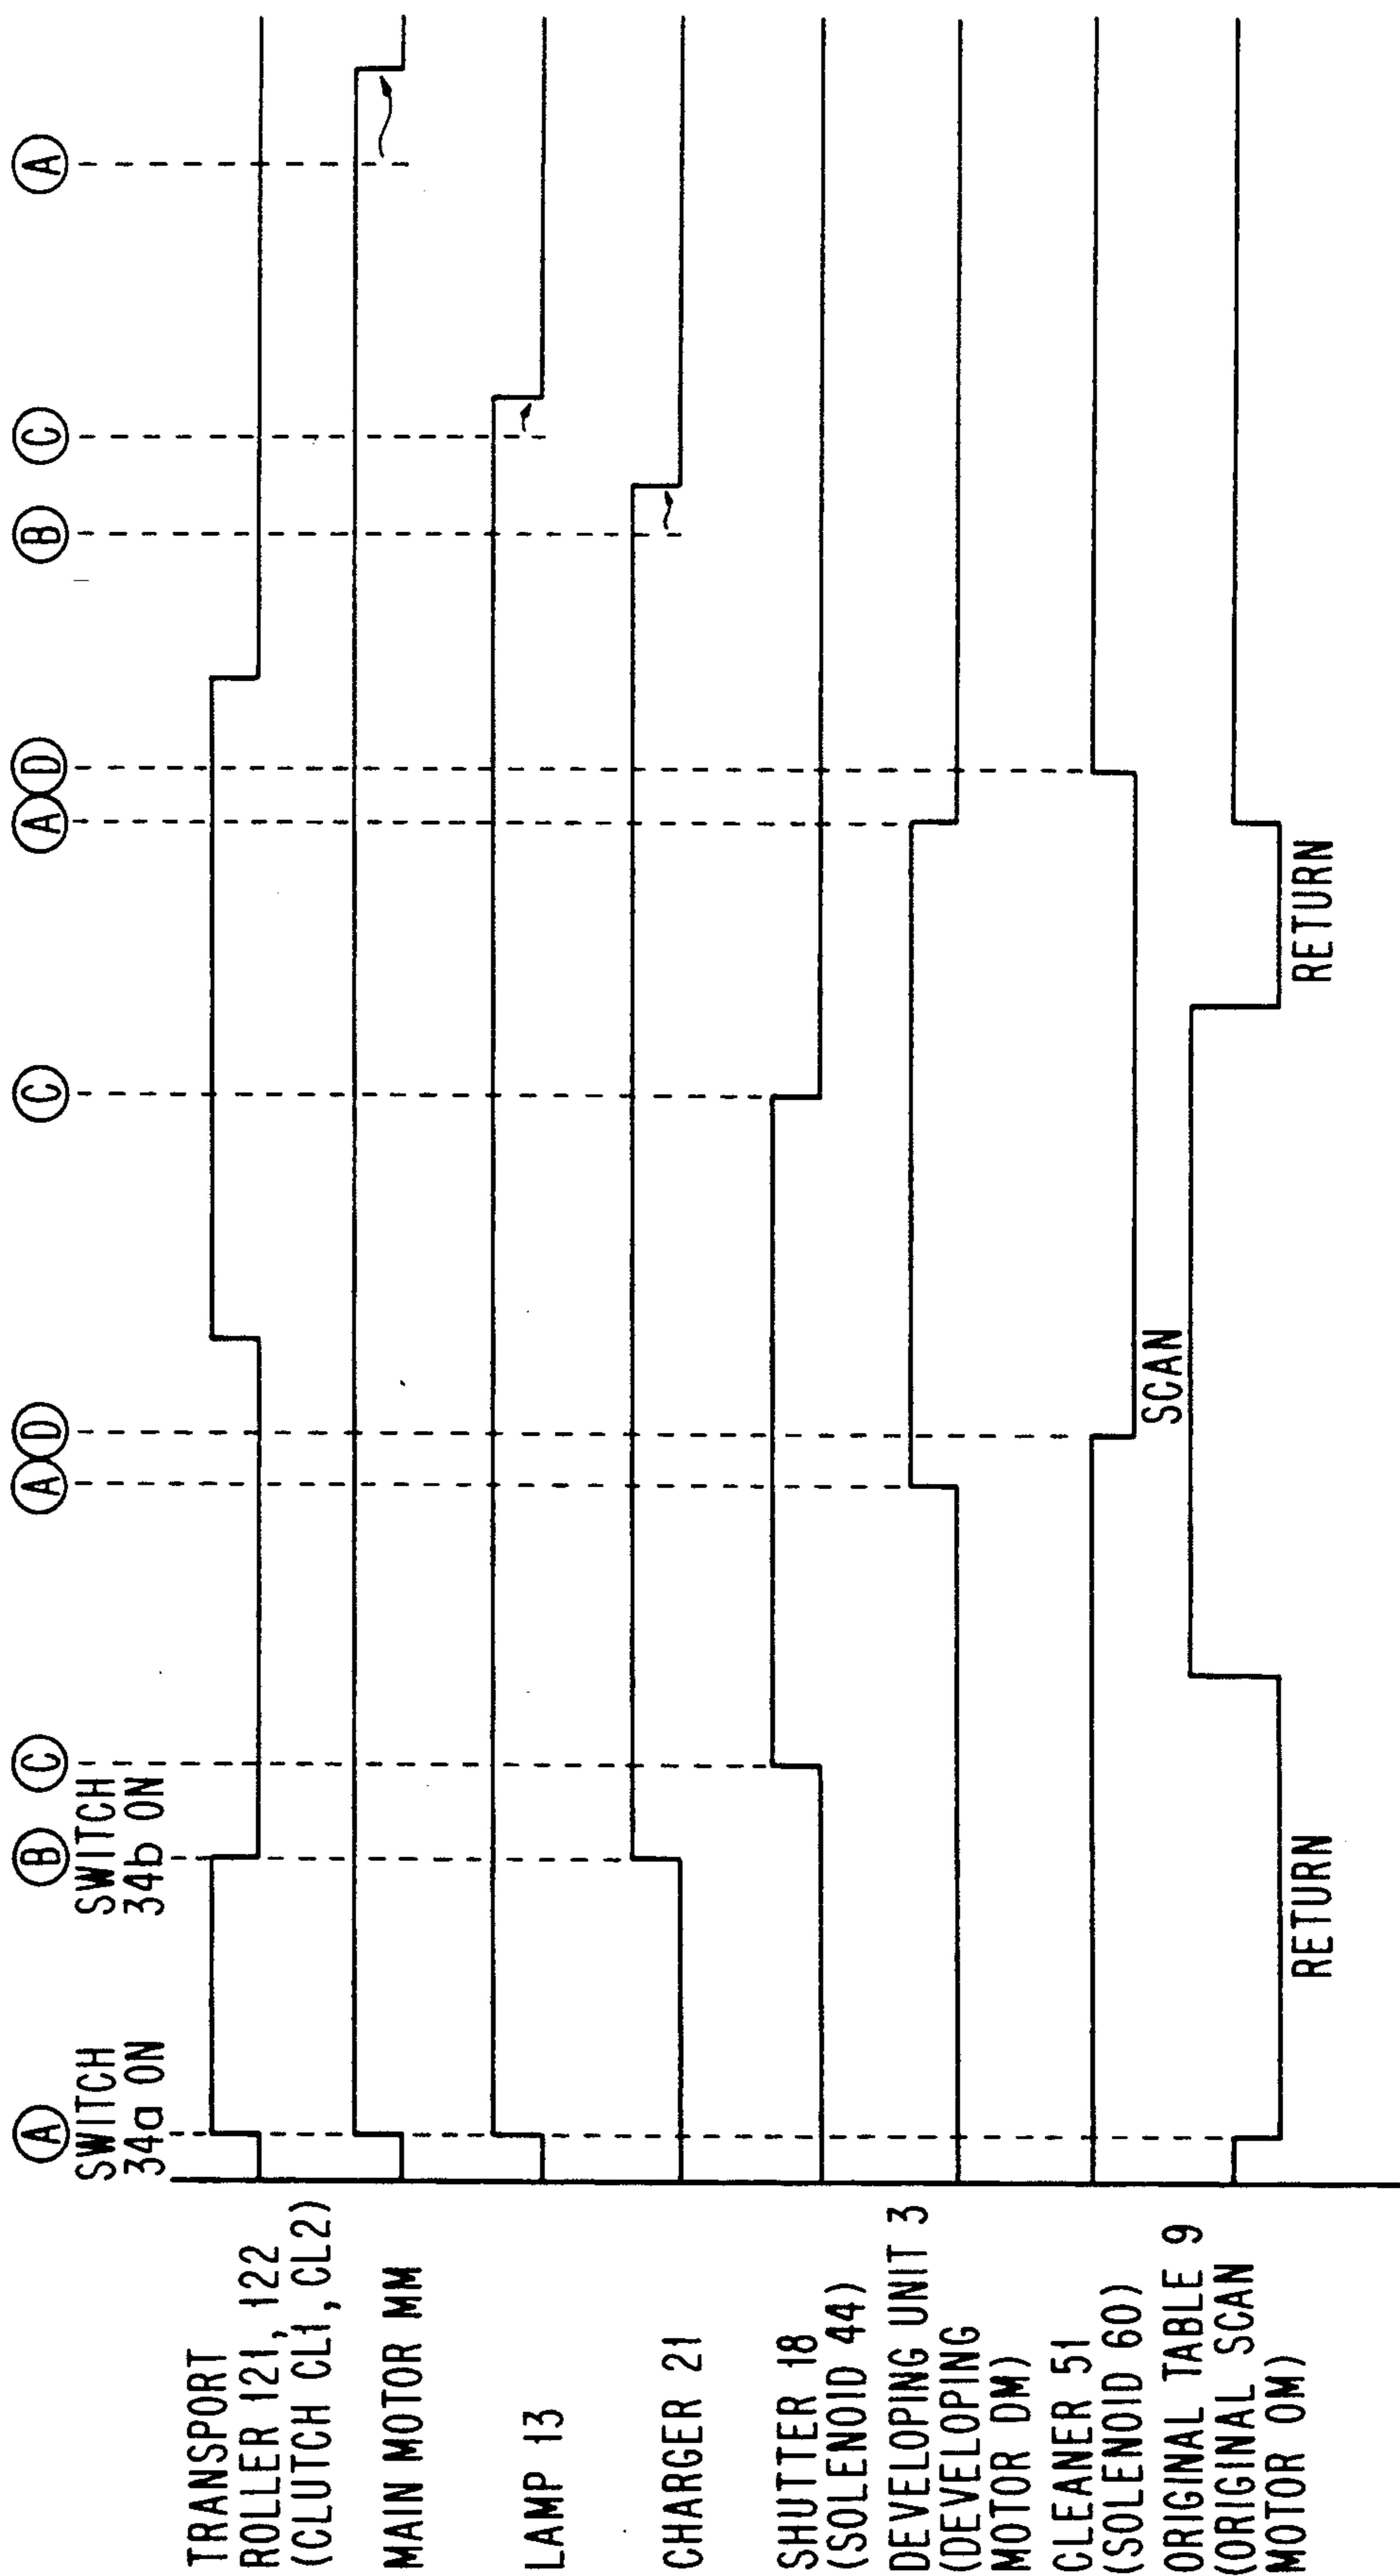 A
SWITCH
34a ON
B
SWITCH
34b ON
C
A
D
C
A
D
B
C
A
TRANSPORT
ROLLER 121, 122
(CLUTCH CL1, CL2)
MAIN MOTOR MM
LAMP 13
CHARGER 21
SHUTTER 18
(SOLENOID 44)
DEVELOPING UNIT 3
(DEVELOPING
MOTOR DM)
CLEANER 51
(SOLENOID 60)
ORIGINAL TABLE 9
(ORIGINAL SCAN
MOTOR OM)
RETURN
SCAN
RETURN